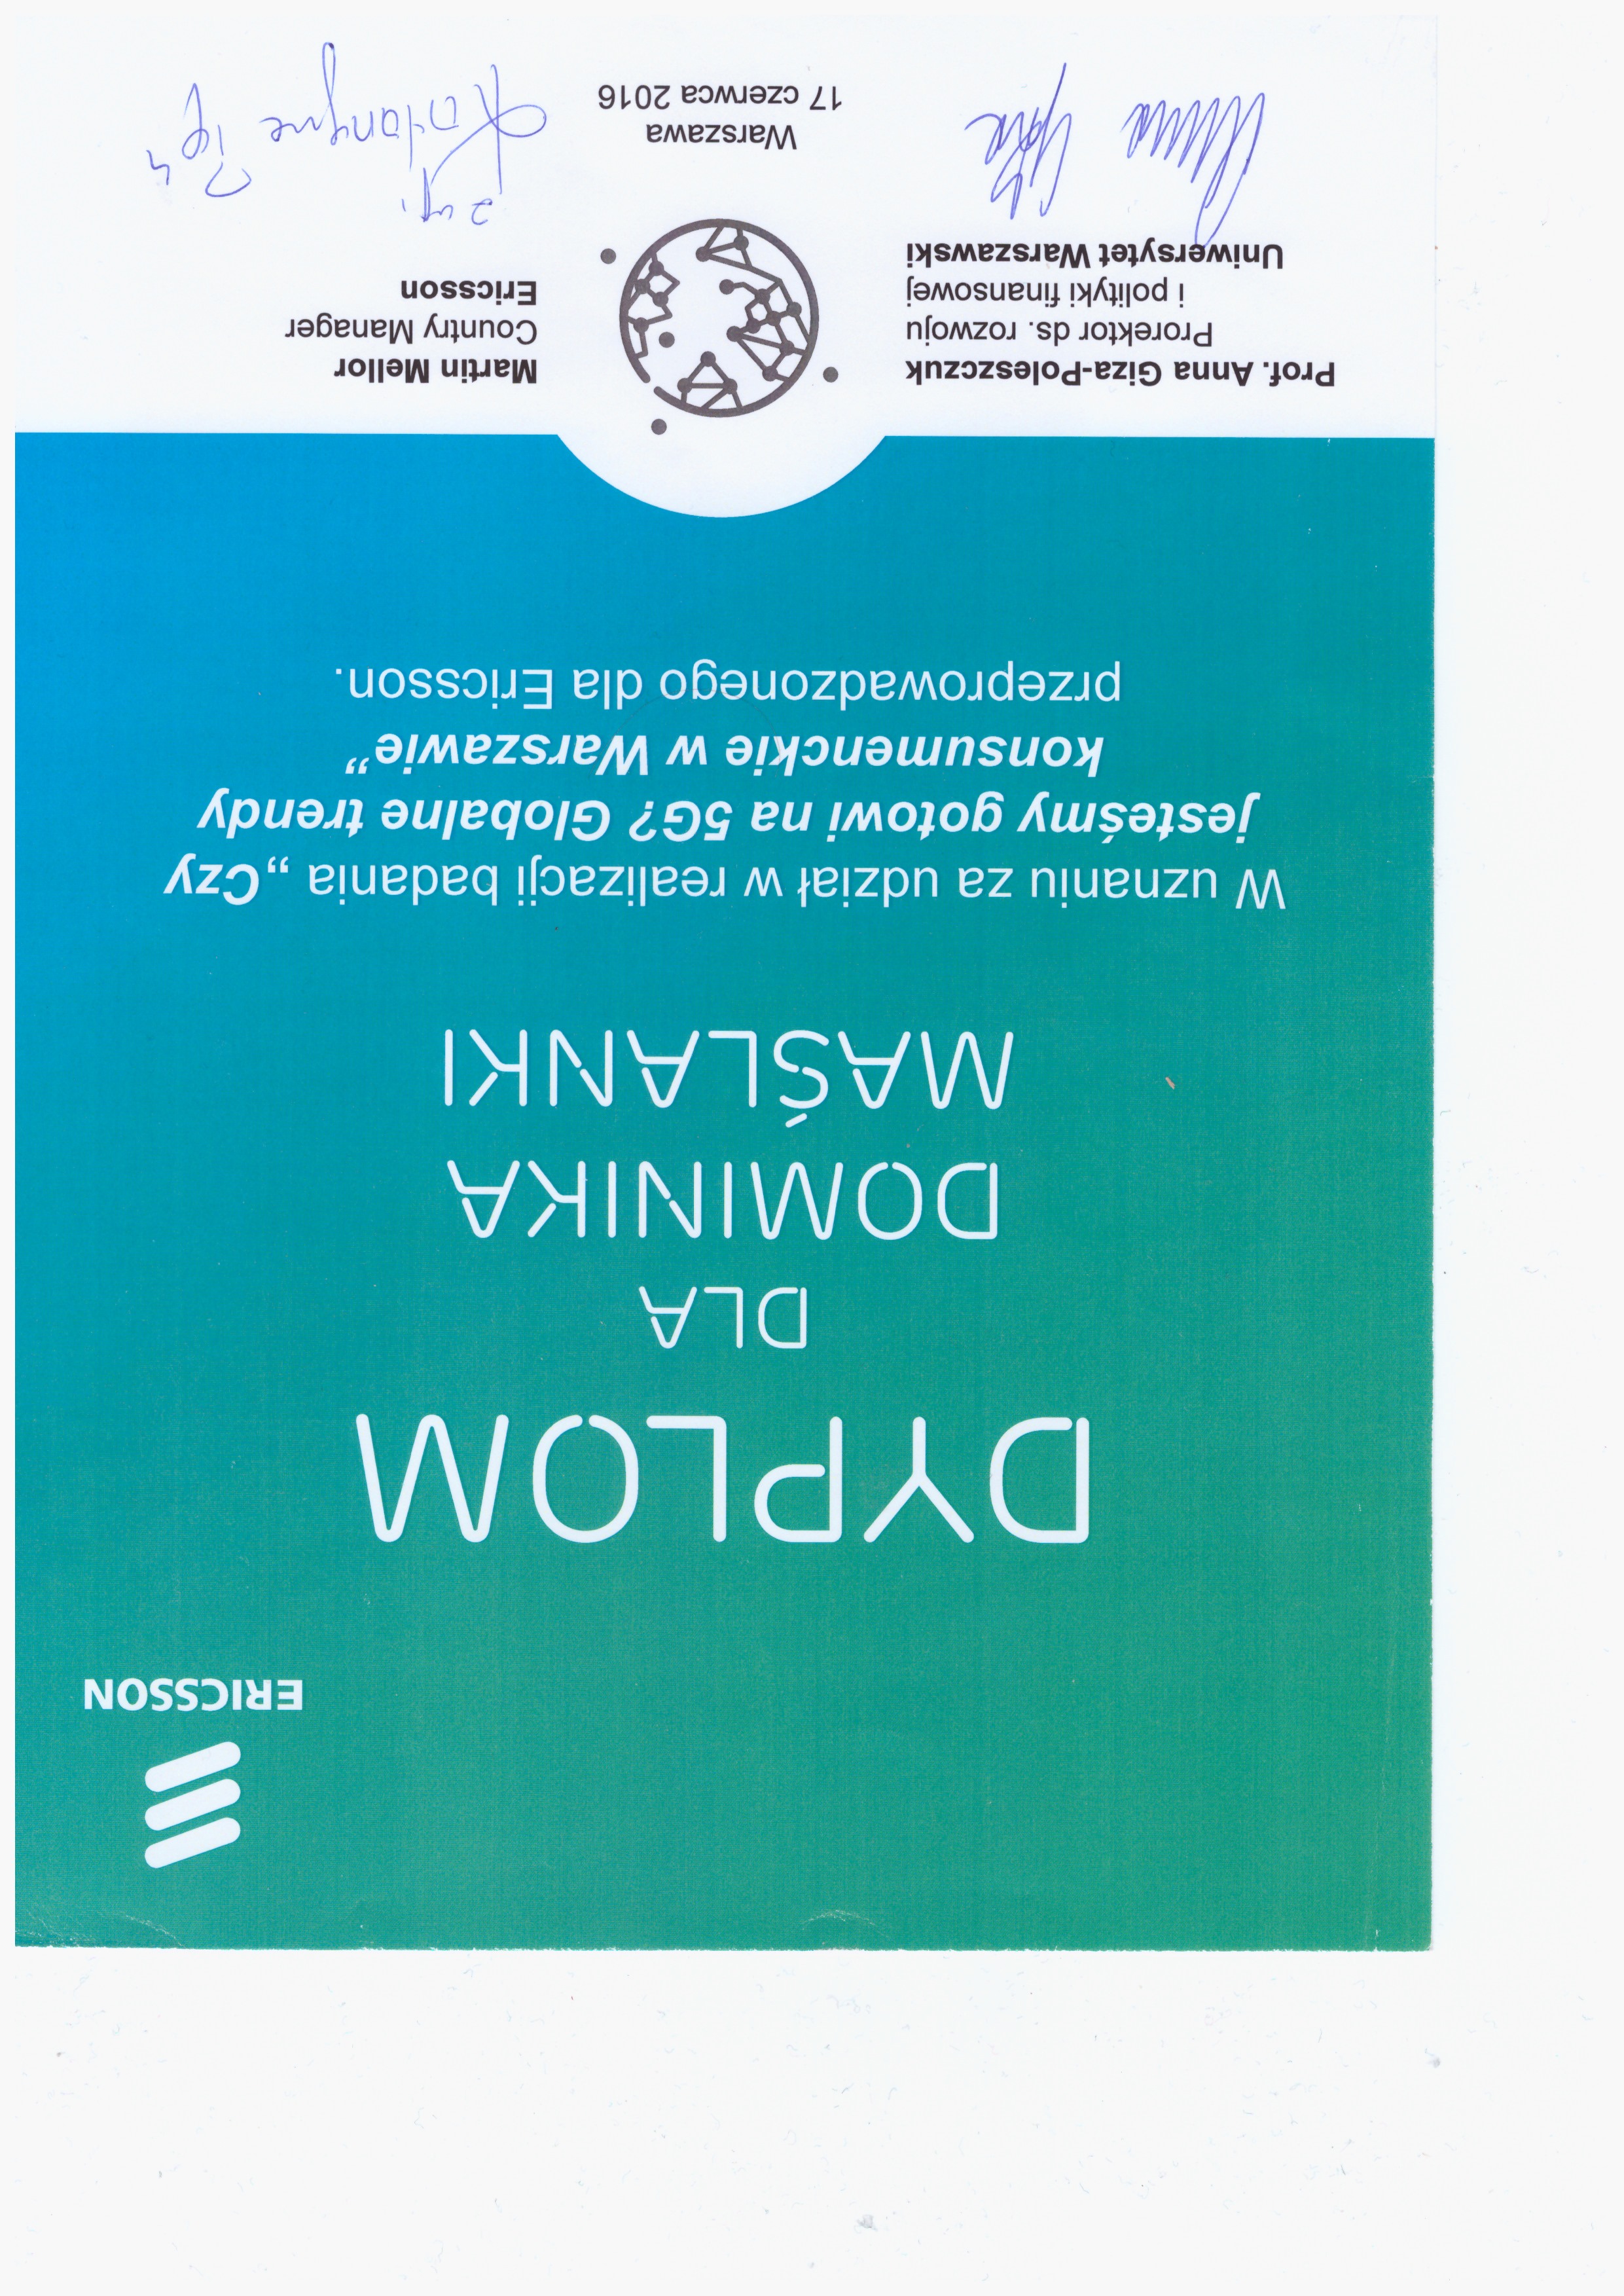 ERICSSON
DYPLOM
DLA
DOMINIKA
MAŚLANKI
W uznaniu za udział w realizacji badania „Czy
jesteśmy gotowi na 5G? Globalne trendy
konsumenckie w Warszawie”
przeprowadzonego dla Ericsson.
Prof. Anna Giza-Poleszczuk
Prorektor ds. rozwoju
i polityki finansowej
Uniwersytet Warszawski
Martin Mellor
Country Manager
Ericsson
Anna Giza
Warszawa
17 czerwca 2016